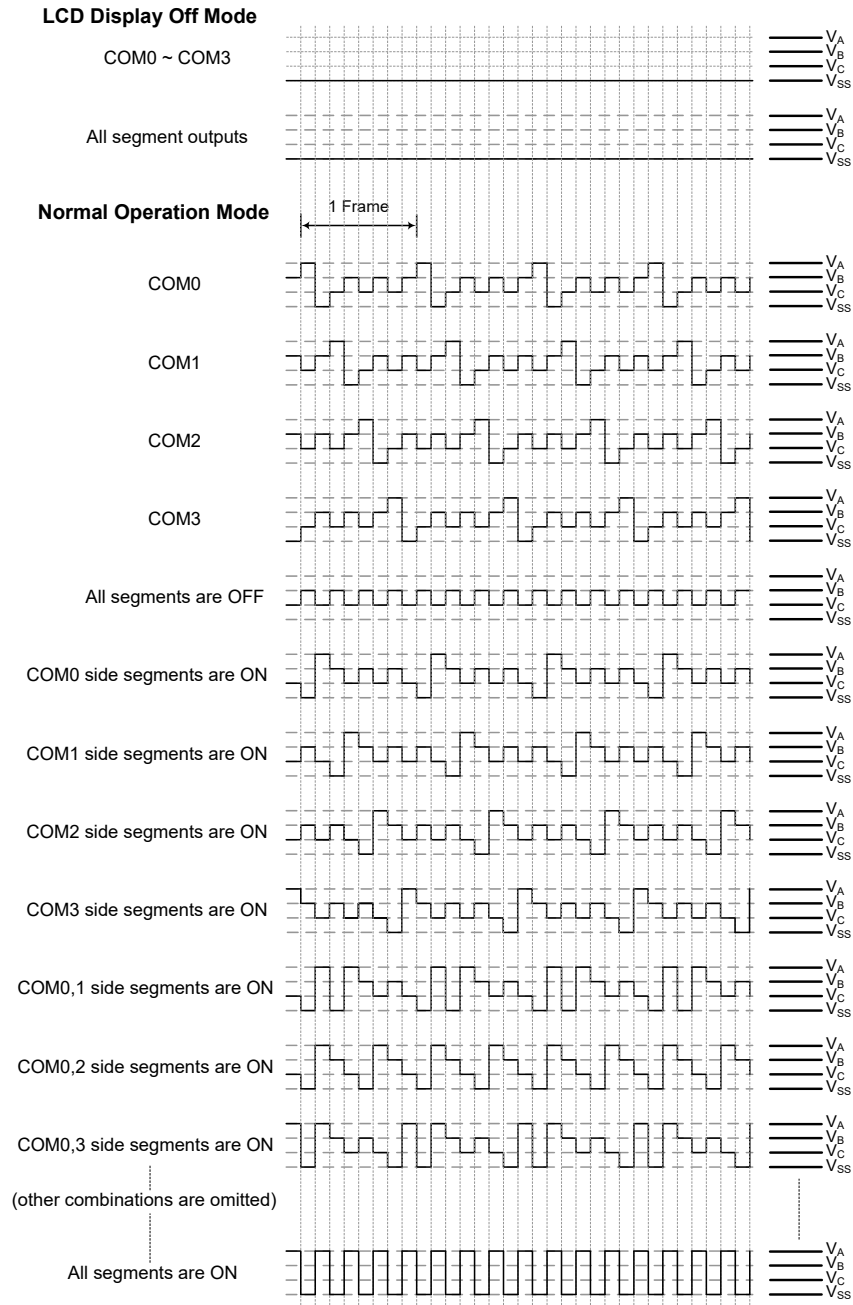 LCD Display Off Mode
COM0 ~ COM3
VA
VB
VC
VSS
All segment outputs
VA
VB
VC
VSS
Normal Operation Mode
1 Frame
COM0
VA
VB
VC
VSS
COM1
VA
VB
VC
VSS
COM2
VA
VB
VC
VSS
COM3
VA
VB
VC
VSS
All segments are OFF
VA
VB
VC
VSS
COM0 side segments are ON
VA
VB
VC
VSS
COM1 side segments are ON
VA
VB
VC
VSS
COM2 side segments are ON
VA
VB
VC
VSS
COM3 side segments are ON
VA
VB
VC
VSS
COM0,1 side segments are ON
VA
VB
VC
VSS
COM0,2 side segments are ON
VA
VB
VC
VSS
COM0,3 side segments are ON
VA
VB
VC
VSS
(other combinations are omitted)
All segments are ON
VA
VB
VC
VSS